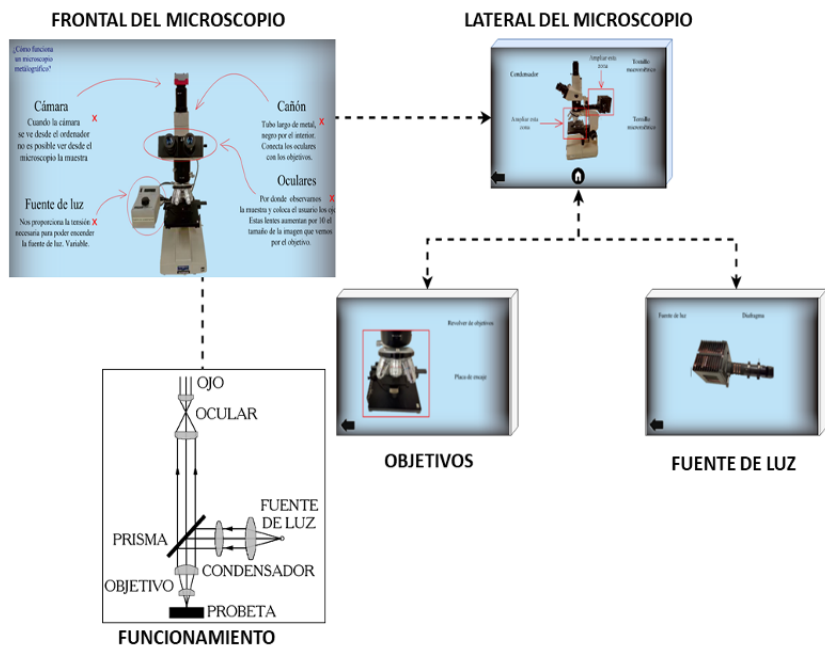 FRONTAL DEL MICROSCOPIO
LATERAL DEL MICROSCOPIO
¿Cómo funciona
un microscopio
metalográfico?
Cámara
X
Cuando la cámara
se ve desde el ordenador
no es posible ver desde el
microscopio la muestra
Cañón
Tubo largo de metal, X
negro por el interior.
Conecta los oculares
con los objetivos.
Oculares
Por donde observamos X
la muestra y coloca el usuario los ojo
Estas lentes aumentan por 10 el
tamaño de la imagen que vemos
por el objetivo.
Fuente de luz
Nos proporciona la tensión X
necesaria para poder encender
la fuente de luz. Variable.
Condensador
Ampliar esta
zona
Tornillo
macrométrico
Ampliar esta
zona
Tornillo
Revolver de objetivos
Placa de encaje
OBJETIVOS
Fuente de luz
Diafragma
FUENTE DE LUZ
OJO
OCULAR
FUENTE
DE LUZ
PRISMA
CONDENSADOR
OBJETIVO
PROBETA
FUNCIONAMIENTO